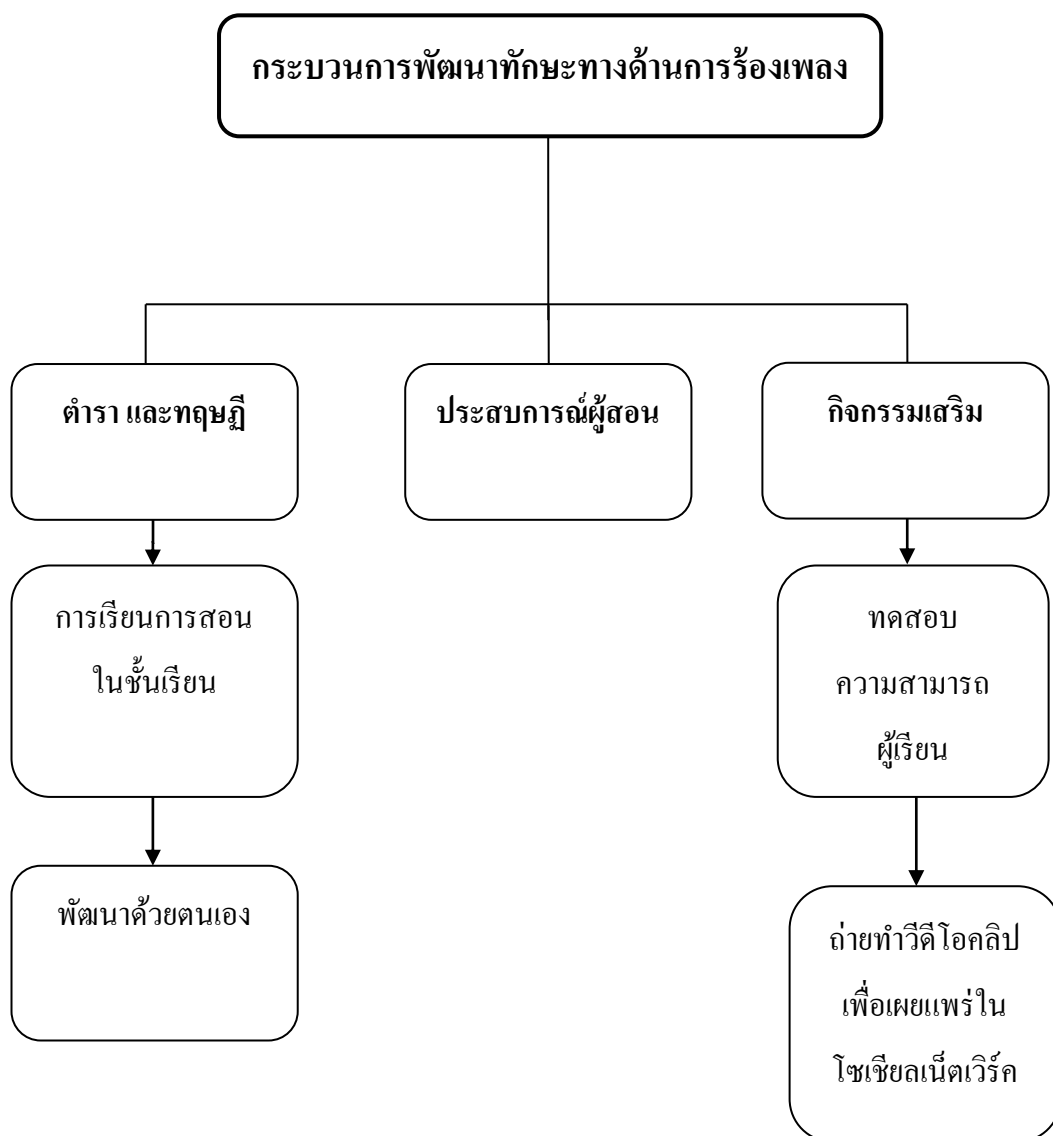 กระบวนการพัฒนาทักษะทางด้านการร้องเพลง
ตำรา และทฤษฏี
ประสบการณ์ผู้สอน
กิจกรรมเสริม
การเรียนการสอน
ในชั้นเรียน
ทดสอบ
ความสามารถ
ผู้เรียน
พัฒนาด้วยตนเอง
ถ่ายทำวีดีโอคลิป
เพื่อเผยแพร่ใน
โซเชียลเน็ตเวิร์ค